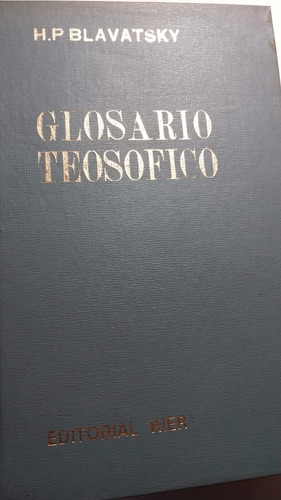 H.P BLAVATSKY
GLOSARIO
TEOSOFICO
EDITORIAL KIER